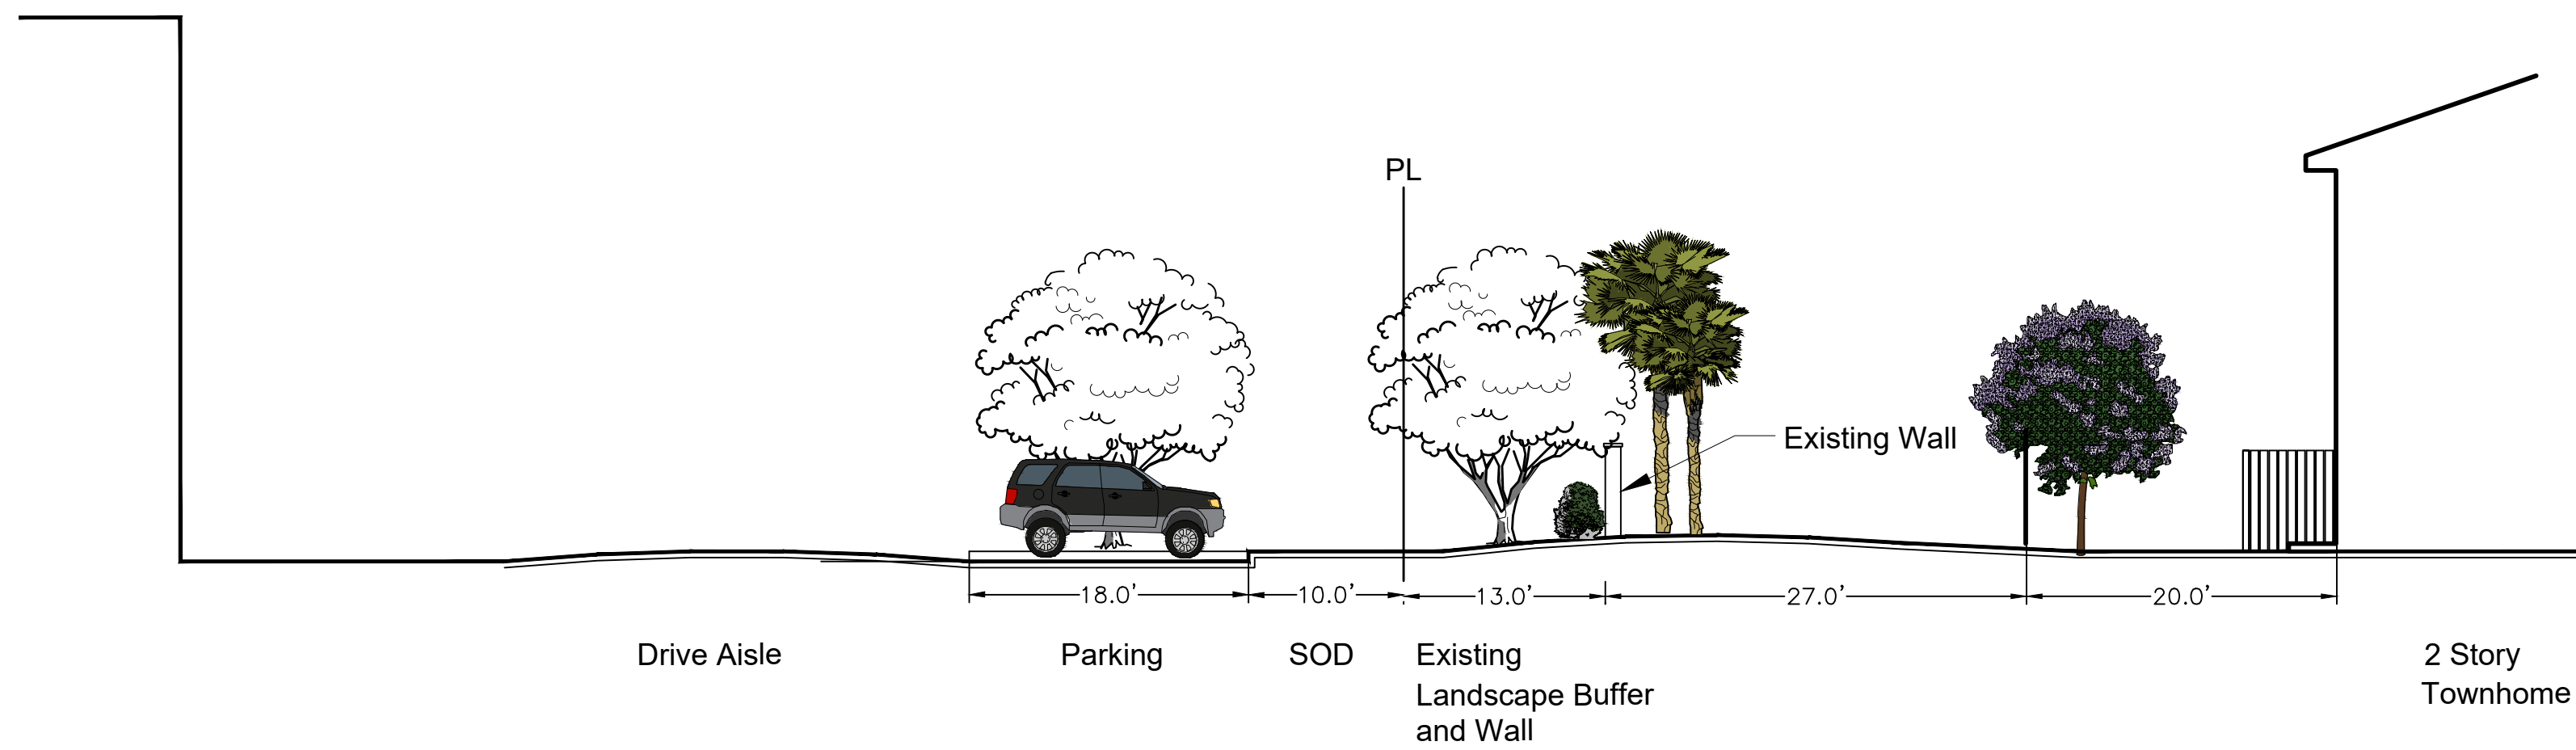 PL
Existing Wall
18.0'
10.0'
13.0'
27.0'
20.0'
Drive Aisle
Parking
SOD
Existing
Landscape Buffer
and Wall
2 Story
Townhome